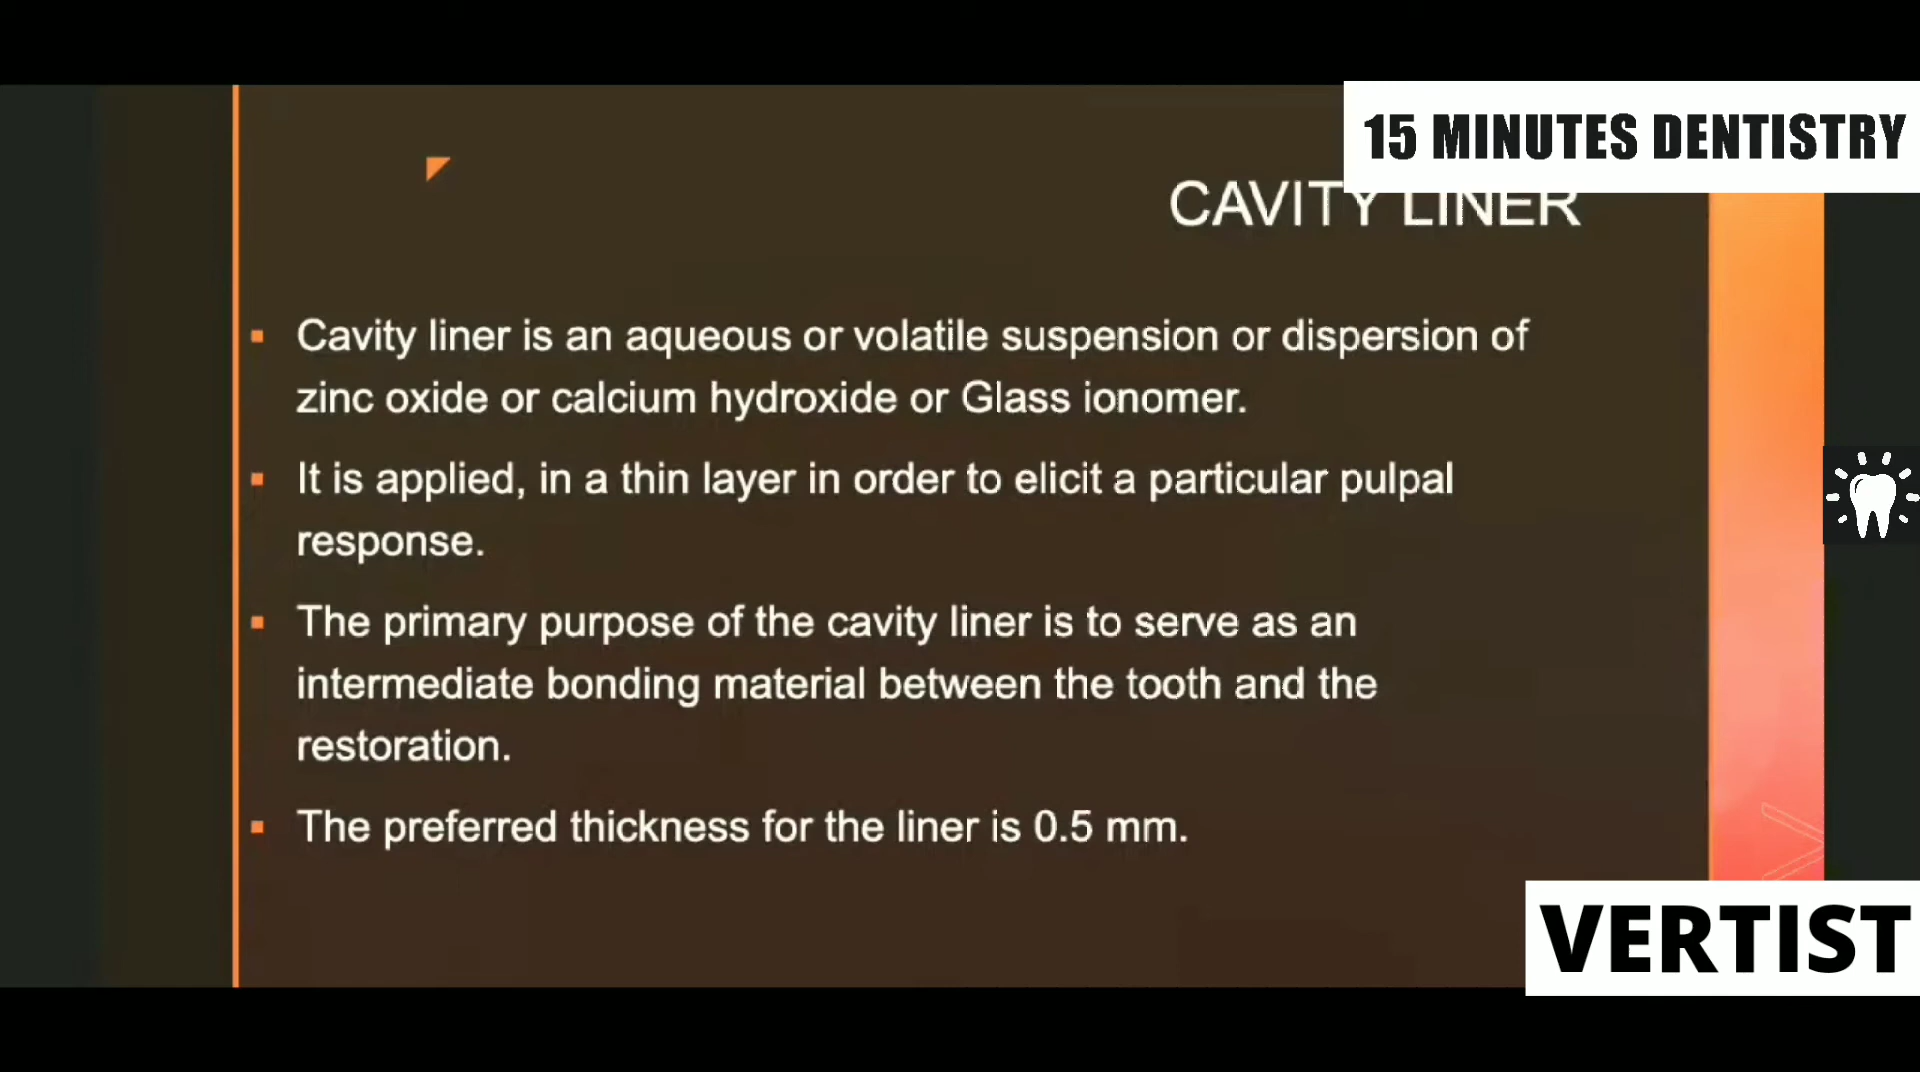 15 MINUTES DENTISTRY
CAVITY LINER
Cavity liner is an aqueous or volatile suspension or dispersion of
zinc oxide or calcium hydroxide or Glass ionomer.
It is applied, in a thin layer in order to elicit a particular pulpal
response.
The primary purpose of the cavity liner is to serve as an
intermediate bonding material between the tooth and the
restoration.
The preferred thickness for the liner is 0.5 mm.
VERTIST